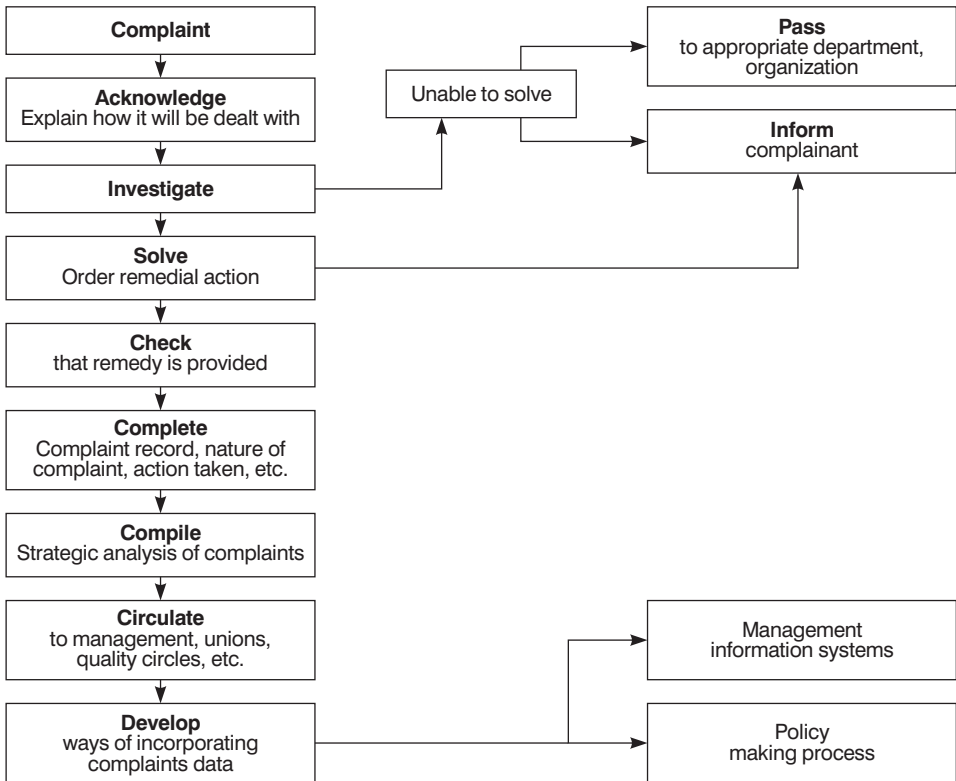 Complaint
Acknowledge
Explain how it will be dealt with
Investigate
Solve
Order remedial action
Check
that remedy is provided
Complete
Complaint record, nature of
complaint, action taken, etc.
Compile
Strategic analysis of complaints
Circulate
to management, unions,
quality circles, etc.
Develop
ways of incorporating
complaints data
Unable to solve
Pass
to appropriate department,
organization
Inform
complainant
Management
information systems
Policy
making process